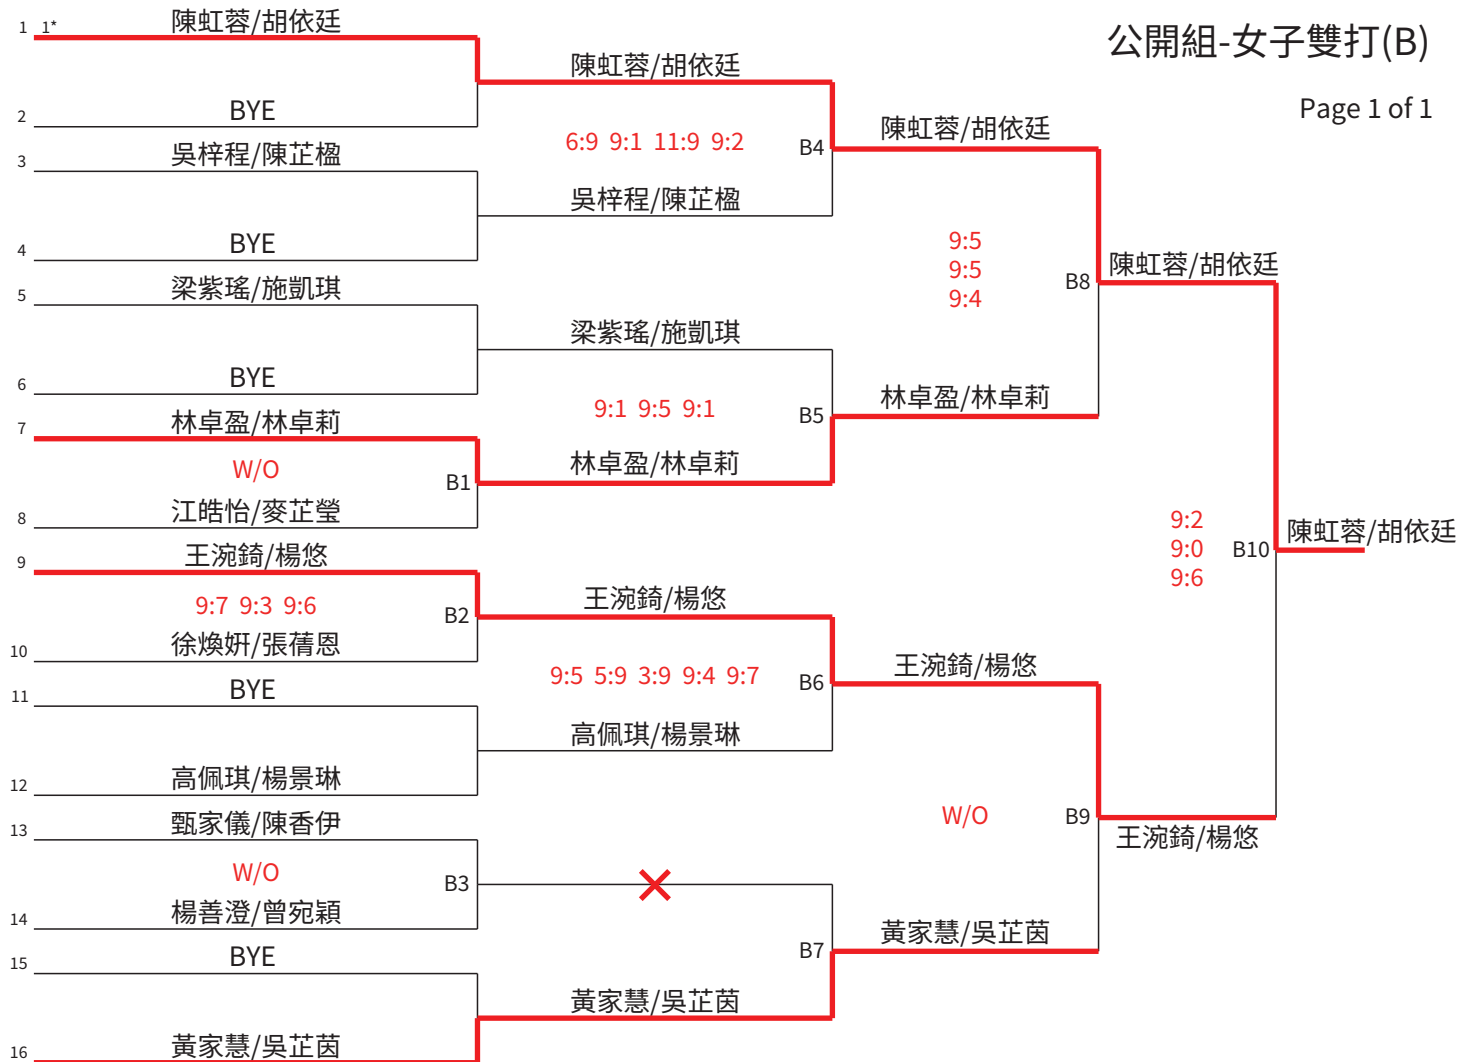 公開組-女子雙打(B)
Page 1 of 1
1 1* 陳虹蓉/胡依廷
2 BYE
3 吳梓程/陳芷楹
4 BYE
5 梁紫瑤/施凱琪
6 BYE
7 林卓盈/林卓莉
W/O
B1
8 江皓怡/麥芷瑩
9 王涴錡/楊悠
9:7 9:3 9:6
B2
10 徐煥妍/張蒨恩
11 BYE
12 高佩琪/楊景琳
13 甄家儀/陳香伊
W/O
B3
14 楊善澄/曾宛穎
15 BYE
16 黃家慧/吳芷茵
陳虹蓉/胡依廷
6:9 9:1 11:9 9:2
B4
吳梓程/陳芷楹
梁紫瑤/施凱琪
9:1 9:5 9:1
B5
林卓盈/林卓莉
王涴錡/楊悠
9:5 5:9 3:9 9:4 9:7
B6
高佩琪/楊景琳
B7
黃家慧/吳芷茵
陳虹蓉/胡依廷
9:5
9:5
9:4
B8
林卓盈/林卓莉
王涴錡/楊悠
W/O
B9
黃家慧/吳芷茵
陳虹蓉/胡依廷
9:2
9:0
9:6
B10
王涴錡/楊悠
陳虹蓉/胡依廷